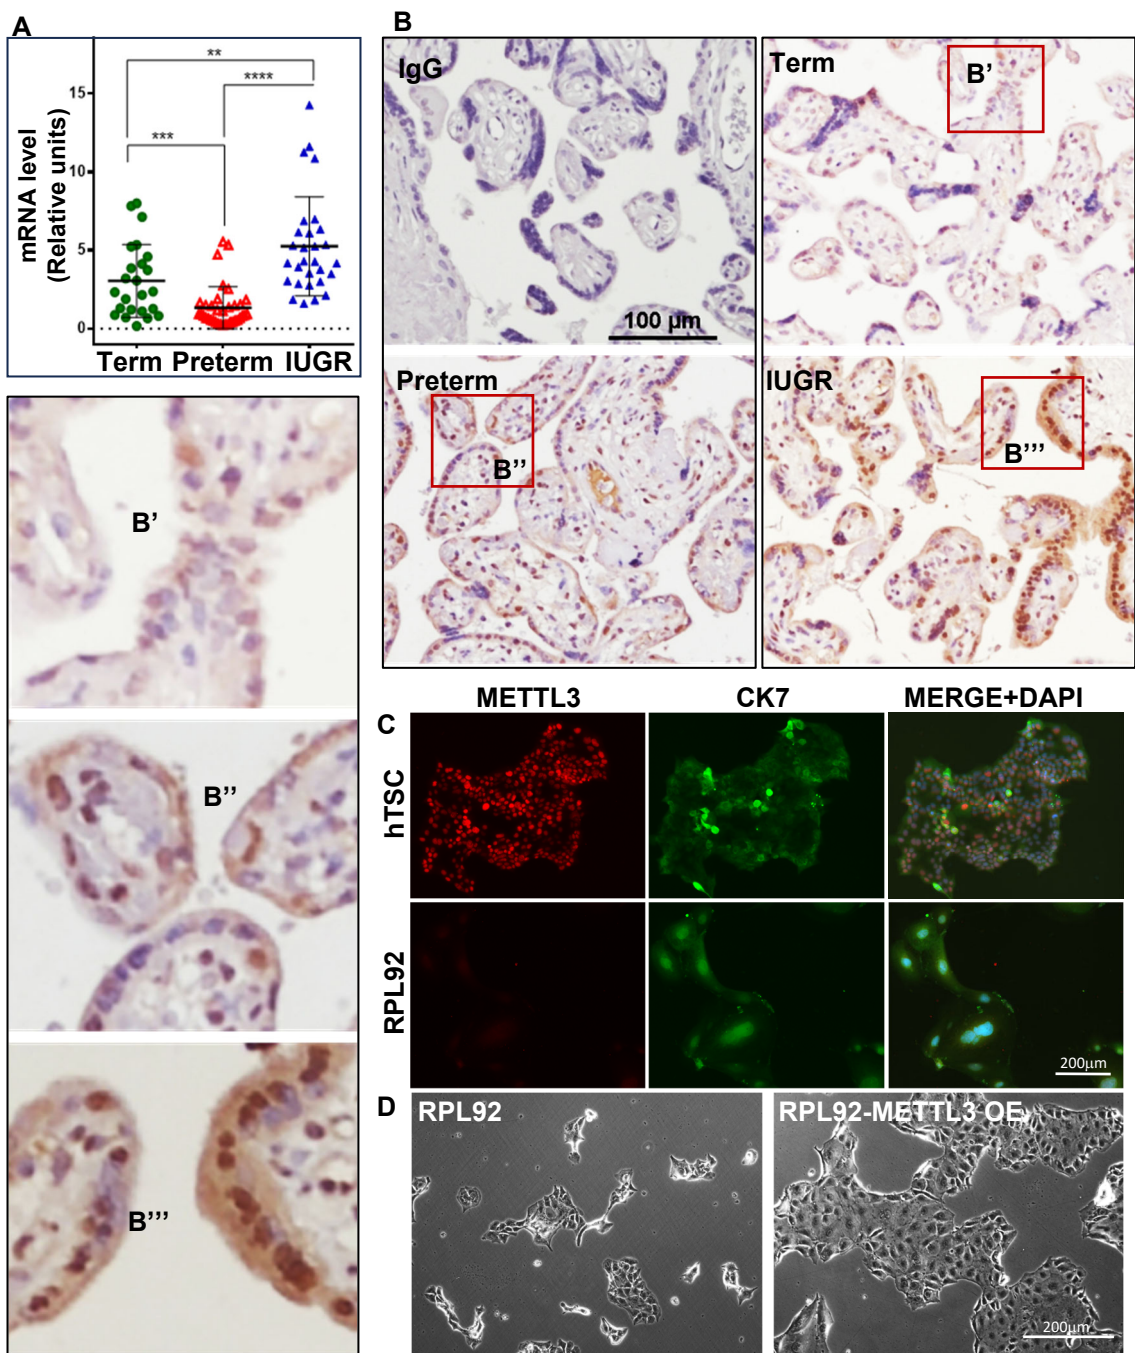 A
B
**
****
***
15
10
5
0
mRNA level
(Relative units)
Term Preterm IUGR
IgG
100 µm
Term
B’
Preterm
B’’
IUGR
B’’’
B’
B’’
B’’’
METTL3 CK7 MERGE+DAPI
C
hTSC
RPL92
200µm
D
RPL92
RPL92-METTL3 OE
200µm